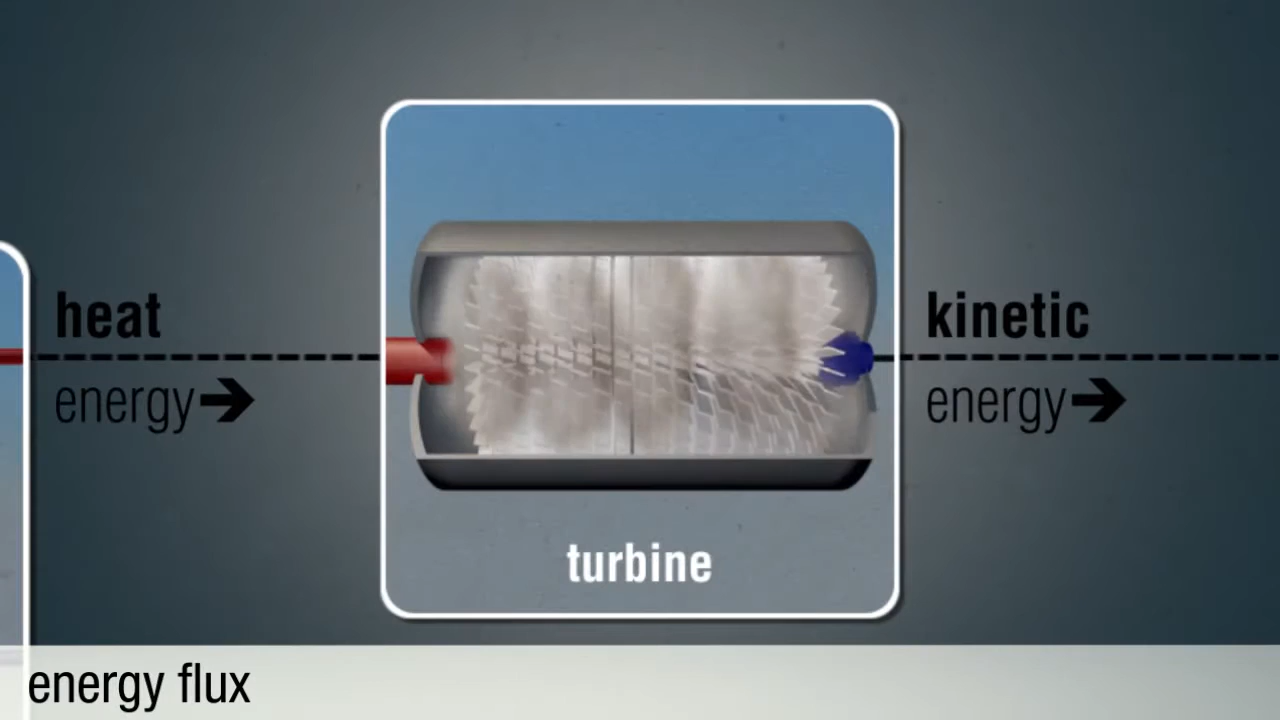 heat
energy
kinetic
energy
turbine
energy flux